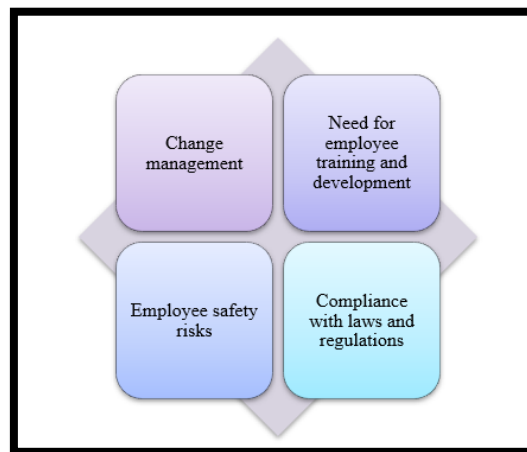 Change
management
Need for
employee
training and
development
Employee safety
risks
Compliance
with laws and
regulations